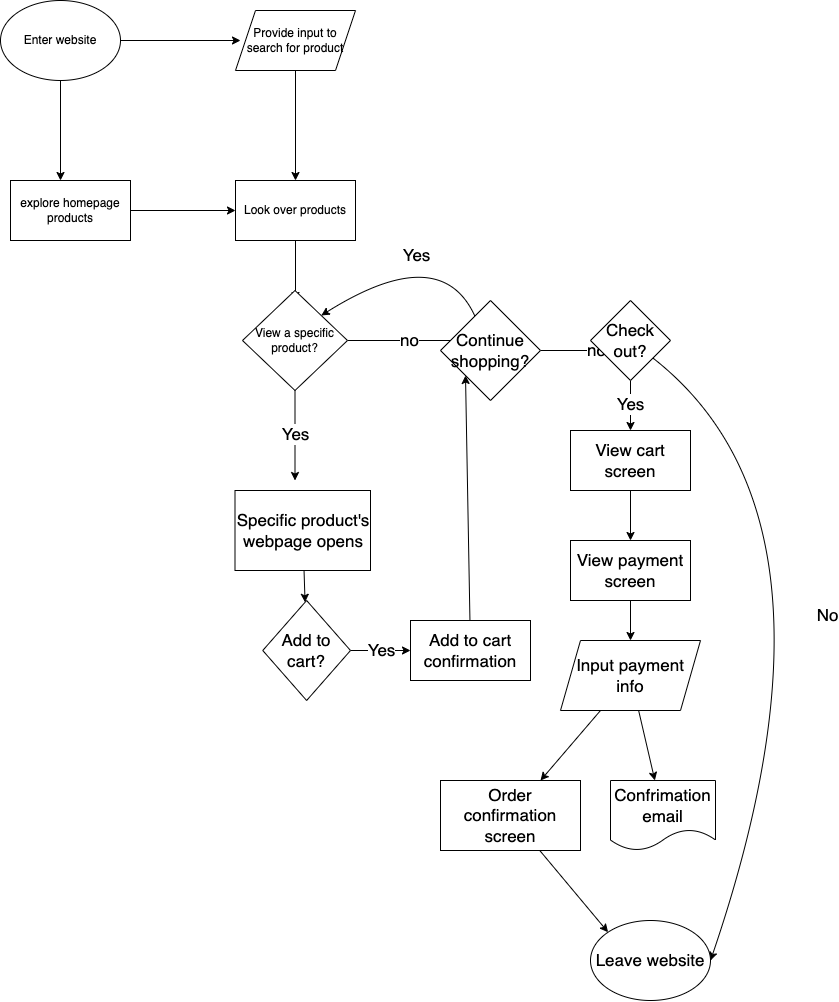 Enter website
Provide input to
search for product
explore homepage
products
Look over products
Yes
View a specific
product?
no
Continue
shopping?
no
Check
out?
Yes
Yes
View cart
screen
Specific product's
webpage opens
View payment
screen
No
Add to
cart?
Yes
Add to cart
confirmation
Input payment
info
Order
confirmation
screen
Confrimation
email
Leave website